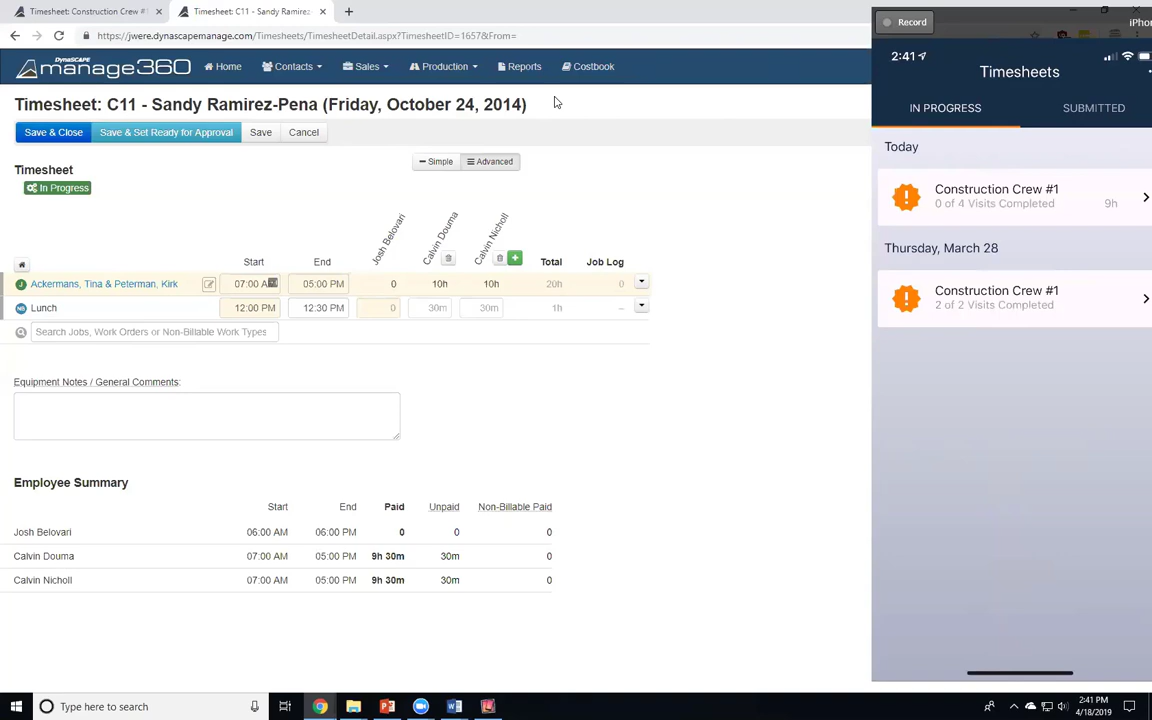 Timesheet: Construction Crew #1
Timesheet: C11 - Sandy Ramirez
https://jwere.dynascapemanage.com/Timesheets/TimesheetDetail.aspx?TimesheetID=1657&From=
DynaSCAPE
manage360
Home
Contacts
Sales
Production
Reports
Costbook
Timesheet: C11 - Sandy Ramirez-Pena (Friday, October 24, 2014)
Save & Close
Save & Set Ready for Approval
Save
Cancel
Timesheet
Simple
Advanced
In Progress
Josh Belovari
Calvin Douma
Calvin Nicholl
Start End Total Job Log
J Ackermans, Tina & Peterman, Kirk 07:00 A 05:00 PM 0 10h 10h 20h 0
NB Lunch 12:00 PM 12:30 PM 0 30m 30m 1h –
Search Jobs, Work Orders or Non-Billable Work Types
Equipment Notes / General Comments:
Employee Summary
Start End Paid Unpaid Non-Billable Paid
Josh Belovari 06:00 AM 06:00 PM 0 0 0
Calvin Douma 07:00 AM 05:00 PM 9h 30m 30m 0
Calvin Nicholl 07:00 AM 05:00 PM 9h 30m 30m 0
Record
iPho
2:41
Timesheets
IN PROGRESS
SUBMITTED
Today
Construction Crew #1
0 of 4 Visits Completed 9h
Thursday, March 28
Construction Crew #1
2 of 2 Visits Completed
Type here to search
2:41 PM
4/18/2019